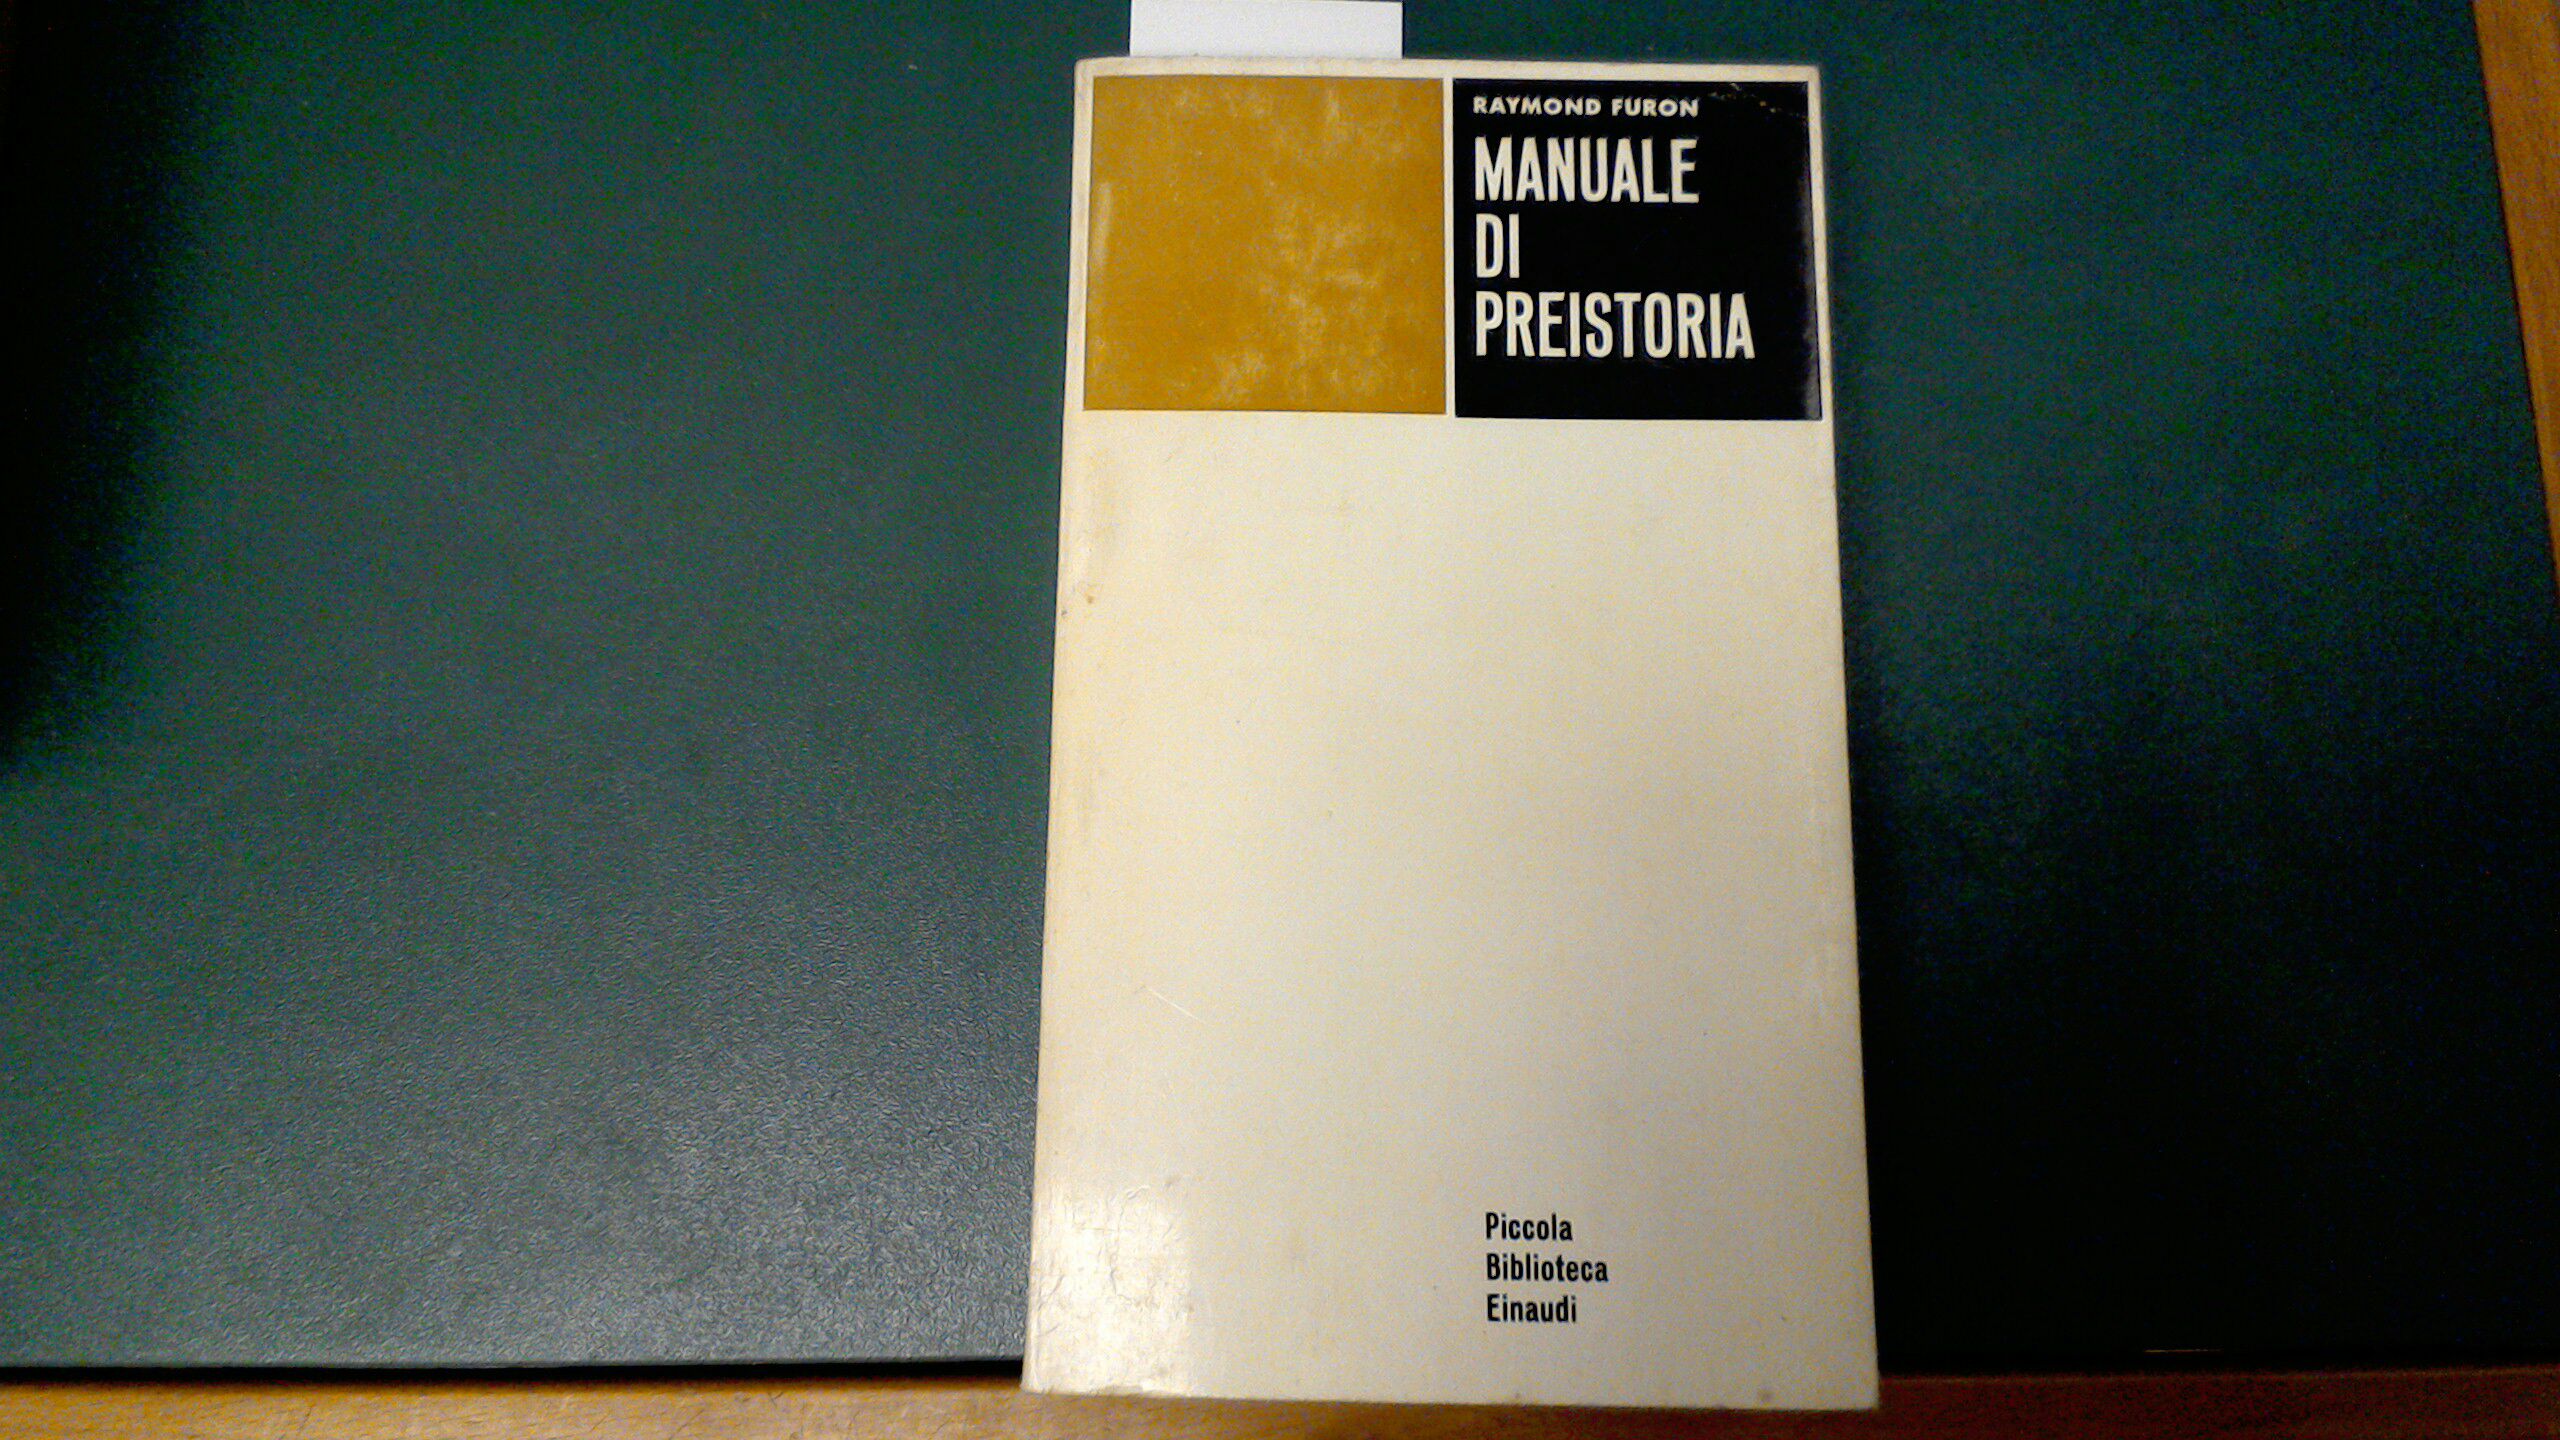 RAYMOND FURON
MANUALE
DI
PREISTORIA
Piccola
Biblioteca
Einaudi